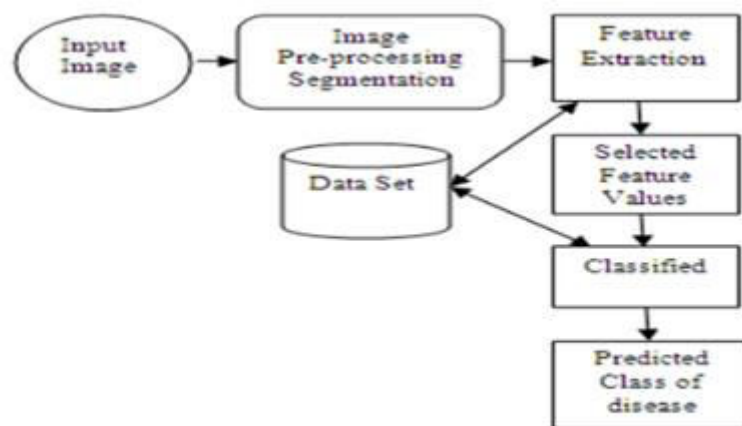 Input
Image
Image
Pre-processing
Segmentation
Feature
Extraction
Data Set
Selected
Feature
Values
Classified
Predicted
Class of
disease